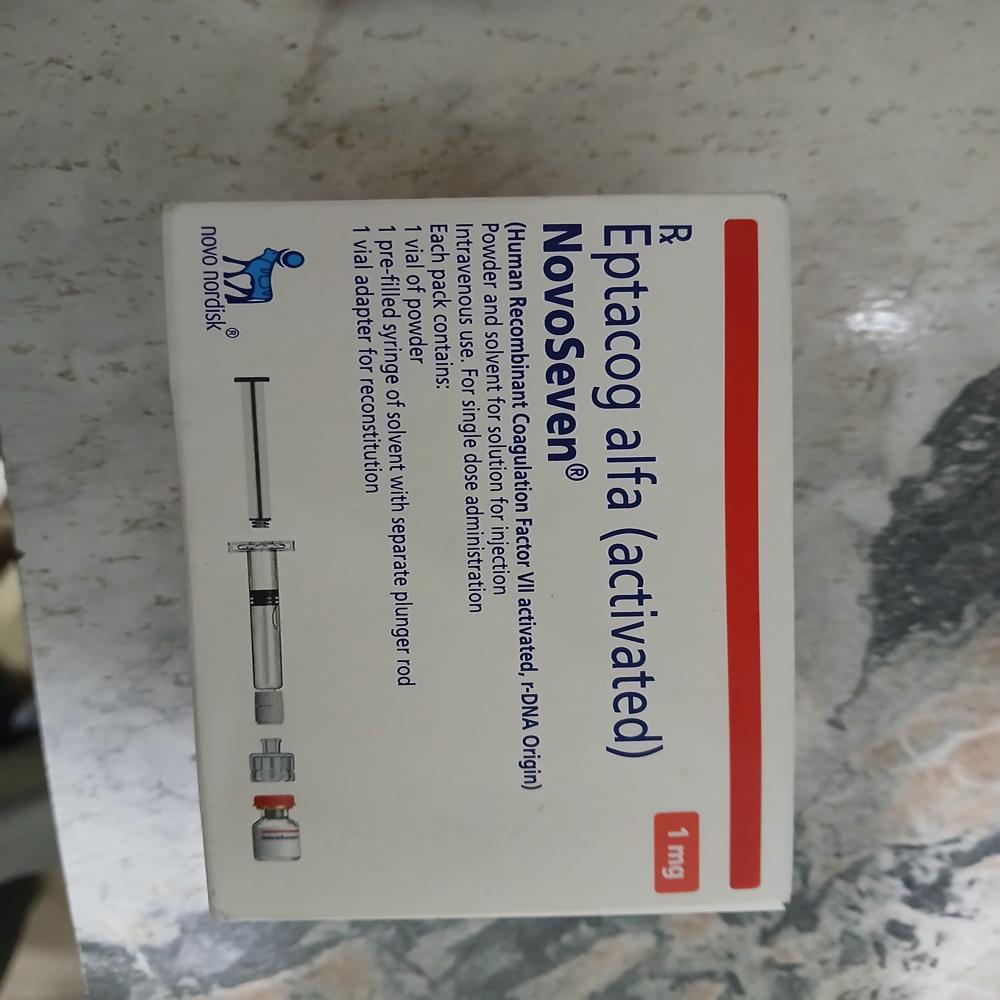 Rx
Eptacog alfa (activated)
NovoSeven®
1 mg
(Human Recombinant Coagulation Factor VII activated, r-DNA Origin)
Powder and solvent for solution for injection
Intravenous use. For single dose administration
Each pack contains:
1 vial of powder
1 pre-filled syringe of solvent with separate plunger rod
1 vial adapter for reconstitution
novo nordisk®
NovoSeven